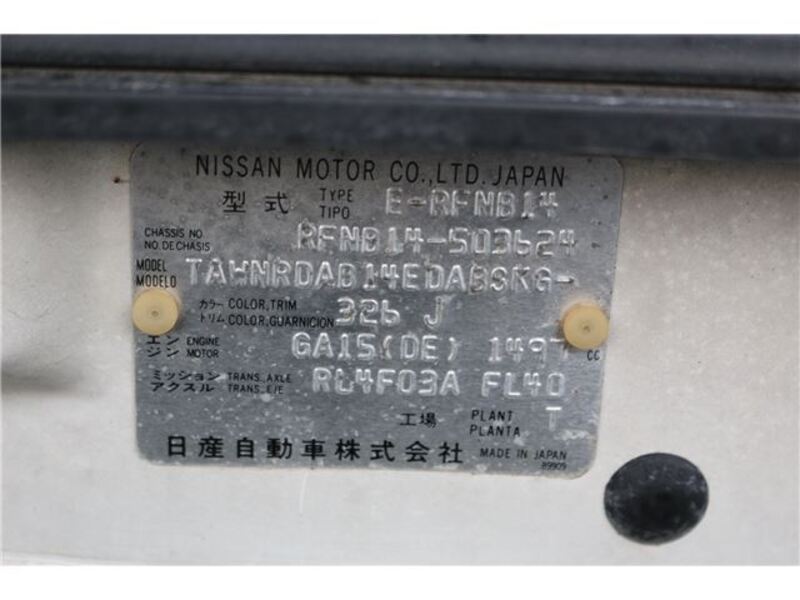 NISSAN MOTOR CO.,LTD. JAPAN
型式 TYPE TIPO E-RFNB14
CHASSIS NO. NO. DE CHASIS RFNB14-503624
MODEL MODELO TAWNRDAB14EDABSKG-
カラー COLOR, TRIM
トリム COLOR, GUARNICION 326 J
エンジン ENGINE MOTOR GA15(DE) 1497 CC
ミッション TRANS., AXLE
アクスル TRANS., EJE RL4F03A FL40
工場 PLANT PLANTA T
日産自動車株式会社 MADE IN JAPAN
89909